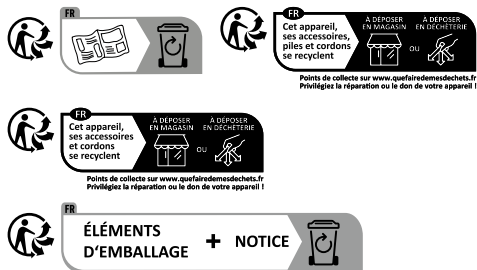 FR
FR
Cet appareil,
ses accessoires,
piles et cordons
se recyclent
À DÉPOSER
EN MAGASIN
OU
À DÉPOSER
EN DÉCHÈTERIE
Points de collecte sur www.quefairedemesdechets.fr
Privilégiez la réparation ou le don de votre appareil !
FR
Cet appareil,
ses accessoires
et cordons
se recyclent
À DÉPOSER
EN MAGASIN
OU
À DÉPOSER
EN DÉCHÈTERIE
Points de collecte sur www.quefairedemesdechets.fr
Privilégiez la réparation ou le don de votre appareil !
FR
ÉLÉMENTS
D'EMBALLAGE
+
NOTICE